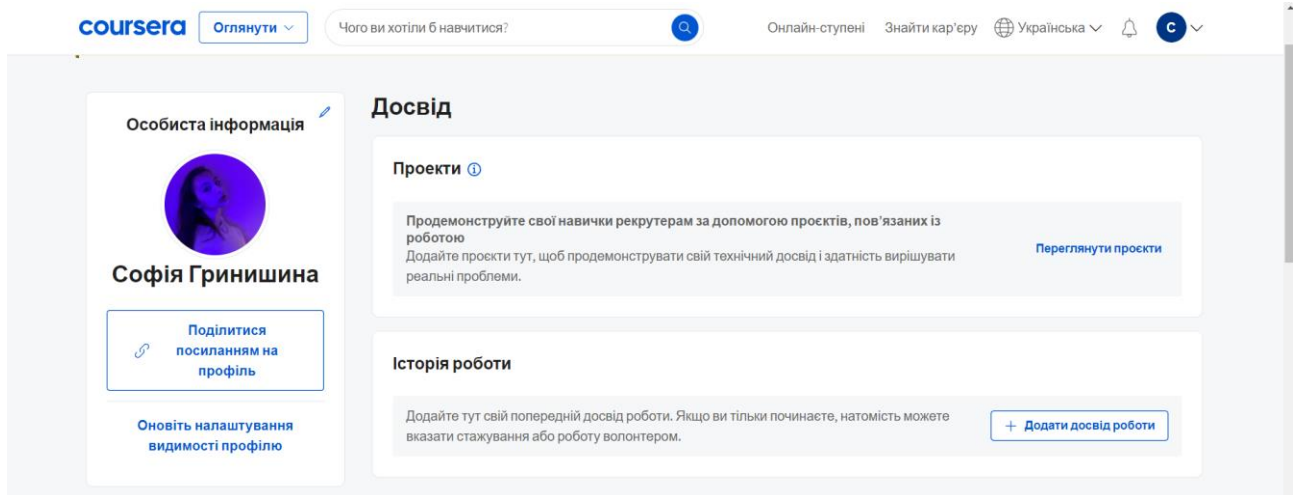 coursera
Оглянути
Чого ви хотіли б навчитися?
Онлайн-ступені
Знайти кар'єру
Українська
С
Особиста інформація
Софія Гринишина
Поділитися
посиланням на
профіль
Оновіть налаштування
видимості профілю
Досвід
Проекти
Продемонструйте свої навички рекрутерам за допомогою проєктів, пов’язаних із
роботою
Додайте проєкти тут, щоб продемонструвати свій технічний досвід і здатність вирішувати
реальні проблеми.
Переглянути проєкти
Історія роботи
Додайте тут свій попередній досвід роботи. Якщо ви тільки починаєте, натомість можете
вказати стажування або роботу волонтером.
+ Додати досвід роботи